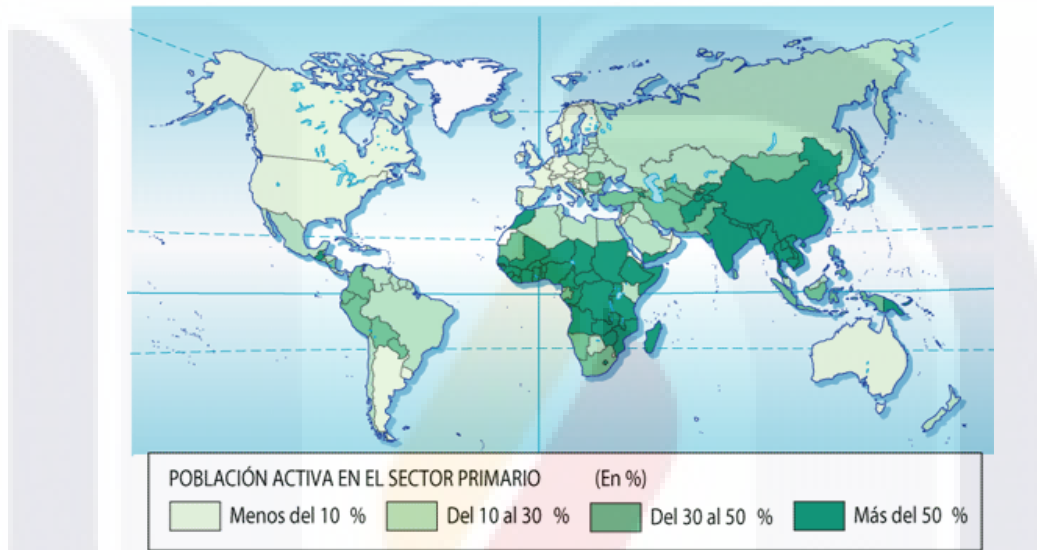 POBLACIÓN ACTIVA EN EL SECTOR PRIMARIO (En %)
Menos del 10 % Del 10 al 30 % Del 30 al 50 % Más del 50 %